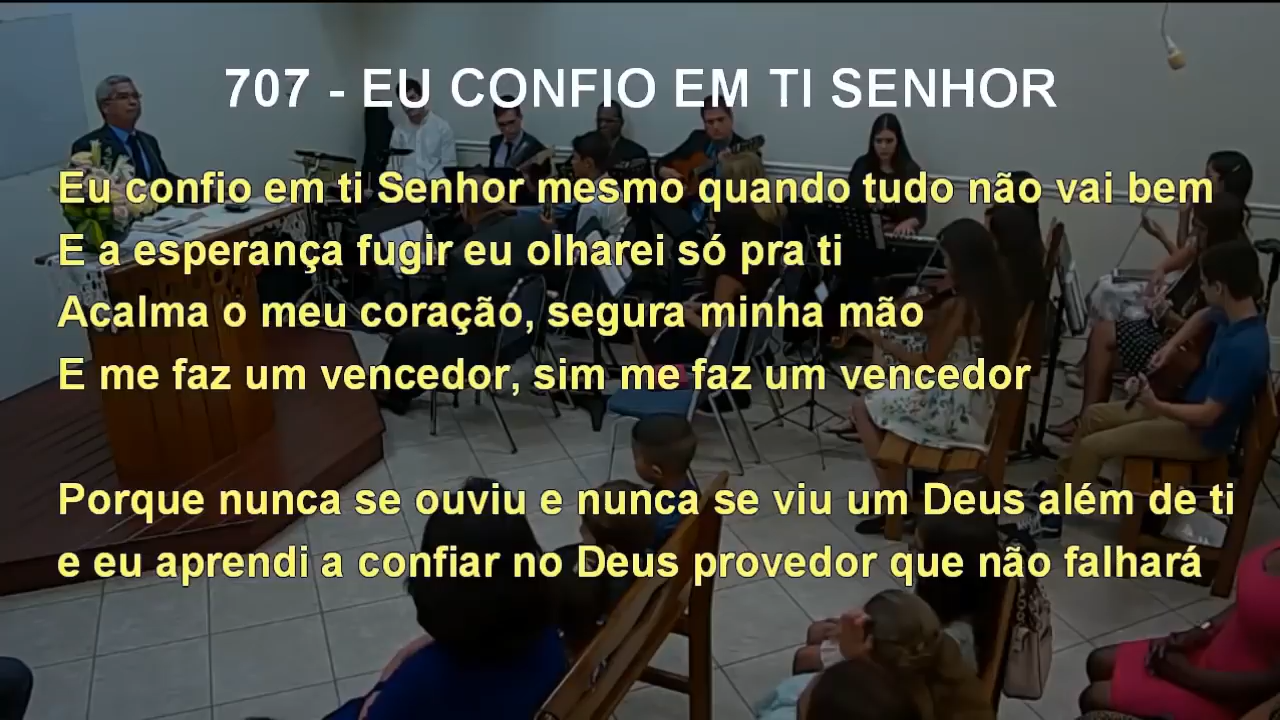 707 - EU CONFIO EM TI SENHOR
Eu confio em ti Senhor mesmo quando tudo não vai bem
E a esperança fugir eu olharei só pra ti
Acalma o meu coração, segura minha mão
E me faz um vencedor, sim me faz um vencedor
Porque nunca se ouviu e nunca se viu um Deus além de ti
e eu aprendi a confiar no Deus provedor que não falhará